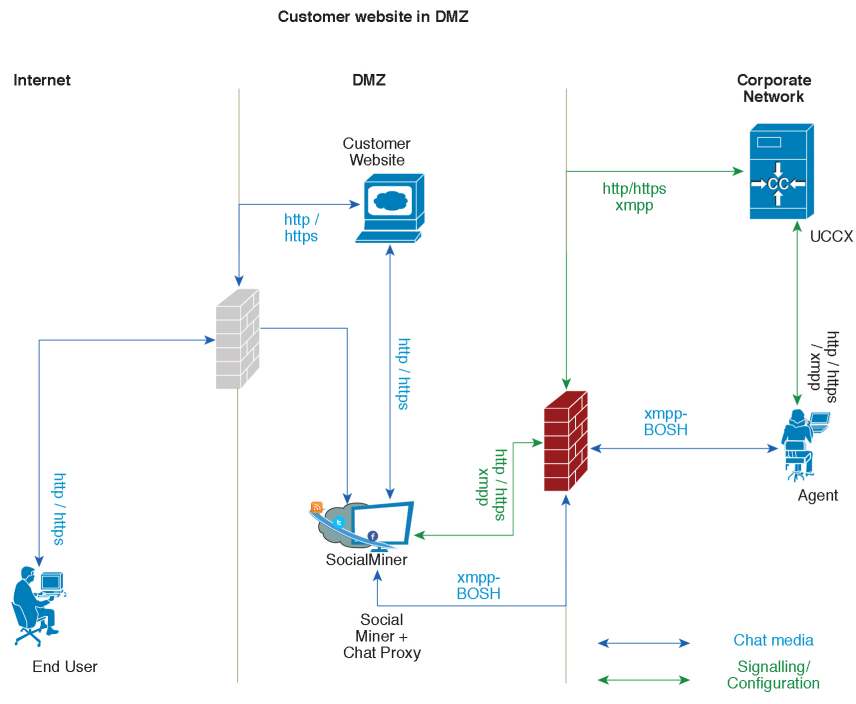 Customer website in DMZ
Internet
DMZ
Corporate
Network
Customer
Website
http /
https
http/https
xmpp
CC
UCCX
http / https
http / https
/ xmpp
xmpp-
BOSH
http / https
xmpp
http / https
Agent
SocialMiner
xmpp-
BOSH
Social
Miner +
Chat Proxy
End User
Chat media
Signalling/
Configuration